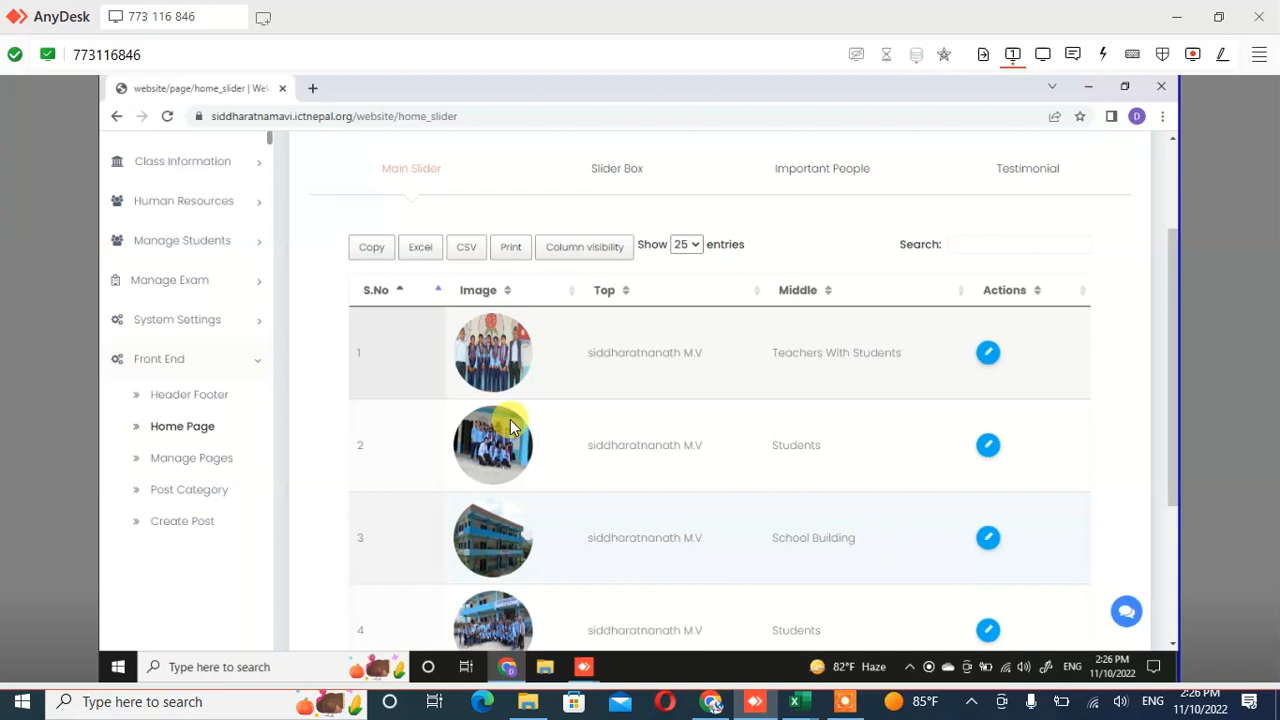 AnyDesk
773 116 846
773116846
website/page/home_slider | Wel
siddharatnamavi.ictnepal.org/website/home_slider
D
Class Information
Human Resources
Manage Students
Manage Exam
System Settings
Front End
Header Footer
Home Page
Manage Pages
Post Category
Create Post
Main Slider
Slider Box
Important People
Testimonial
Copy
Excel
CSV
Print
Column visibility
Show 25 entries
Search:
S.No
Image
Top
Middle
Actions
1
siddharatnanath M.V
Teachers With Students
2
siddharatnanath M.V
Students
3
siddharatnanath M.V
School Building
4
siddharatnanath M.V
Students
Type here to search
82°F Haze
ENG
2:26 PM
11/10/2022
Type here to search
85°F
ENG
2:26 PM
11/10/2022